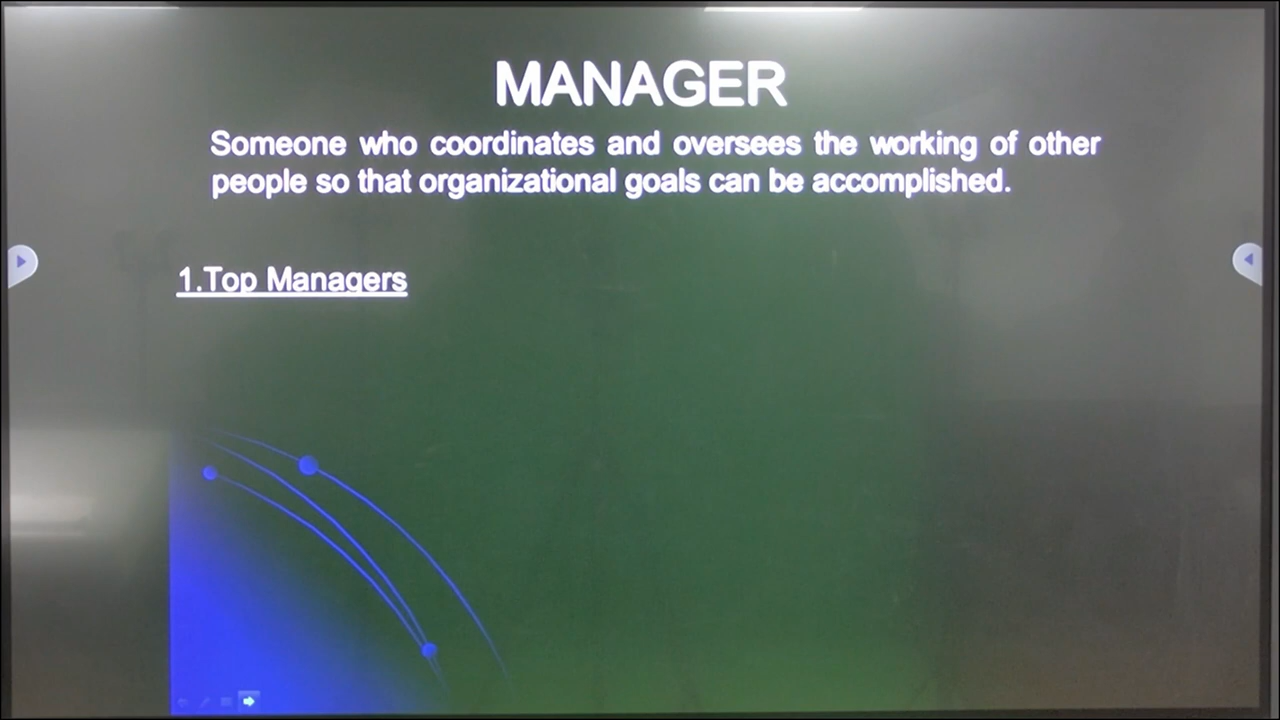 MANAGER
Someone who coordinates and oversees the working of other
people so that organizational goals can be accomplished.
1.Top Managers